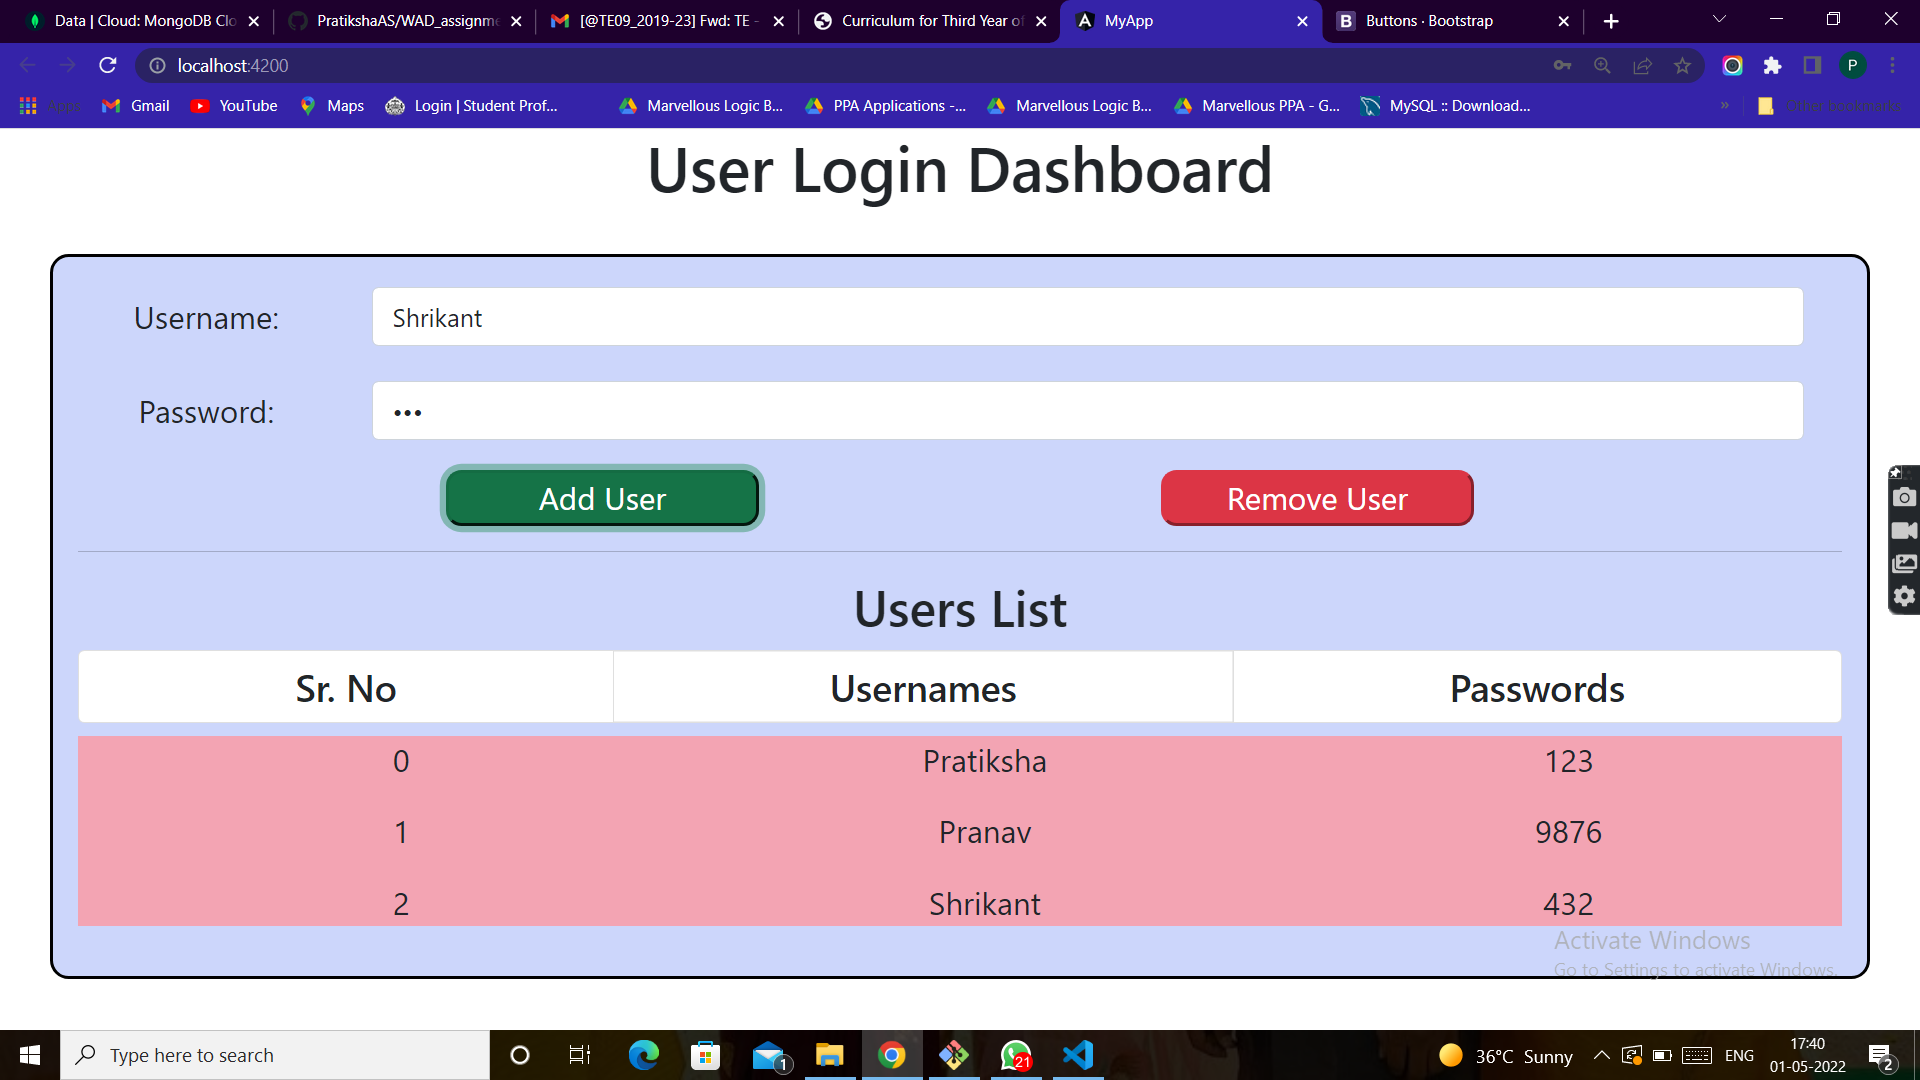 Data | Cloud: MongoDB Clo
PratikshaAS/WAD_assignme
[@TE09_2019-23] Fwd: TE -
Curriculum for Third Year of
MyApp
Buttons · Bootstrap
localhost:4200
P
Apps
Gmail
YouTube
Maps
Login | Student Prof...
Marvellous Logic B...
PPA Applications -...
Marvellous Logic B...
Marvellous PPA - G...
MySQL :: Download...
»
Other bookmarks
User Login Dashboard
Username: Shrikant
Password: •••
Add User Remove User
Users List
Sr. No Usernames Passwords
0 Pratiksha 123
1 Pranav 9876
2 Shrikant 432
Activate Windows
Go to Settings to activate Windows.
Type here to search
1
21
36°C Sunny
ENG
17:40
01-05-2022
2